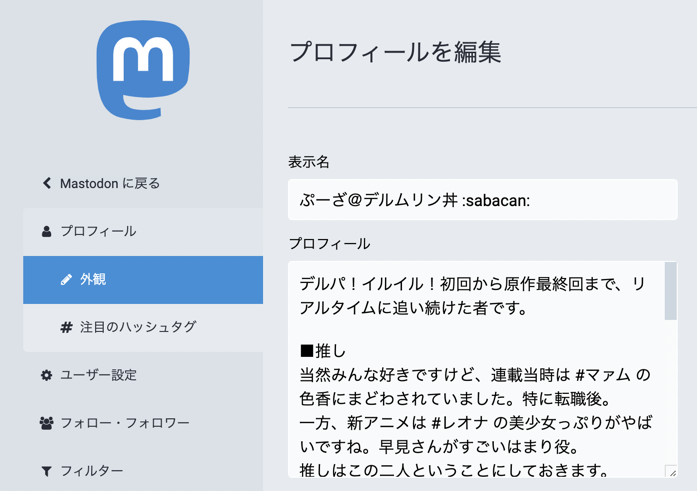 プロフィールを編集
Mastodon に戻る
プロフィール
外観
# 注目のハッシュタグ
ユーザー設定
フォロー・フォロワー
フィルター
表示名
ぷーざ@デルムリン丼 :sabacan:
プロフィール
デルパ！イルイル！初回から原作最終回まで、リ
アルタイムに追い続けた者です。
■推し
当然みんな好きですけど、連載当時は #マァム の
色香にまどわされていました。特に転職後。
一方、新アニメは #レオナ の美少女っぷりがやば
いですね。早見さんがすごいはまり役。
推しはこの二人ということにしておきます。